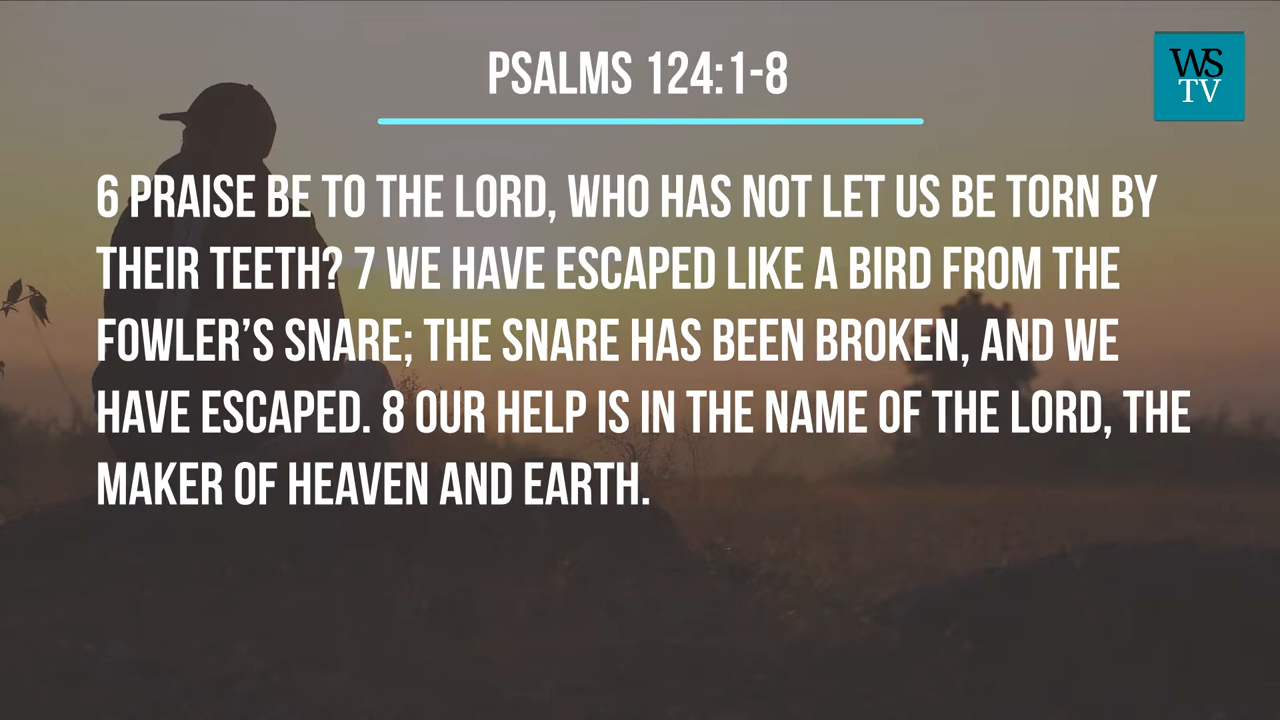 PSALMS 124:1-8
WS
TV
6 PRAISE BE TO THE LORD, WHO HAS NOT LET US BE TORN BY
THEIR TEETH? 7 WE HAVE ESCAPED LIKE A BIRD FROM THE
FOWLER’S SNARE; THE SNARE HAS BEEN BROKEN, AND WE
HAVE ESCAPED. 8 OUR HELP IS IN THE NAME OF THE LORD, THE
MAKER OF HEAVEN AND EARTH.